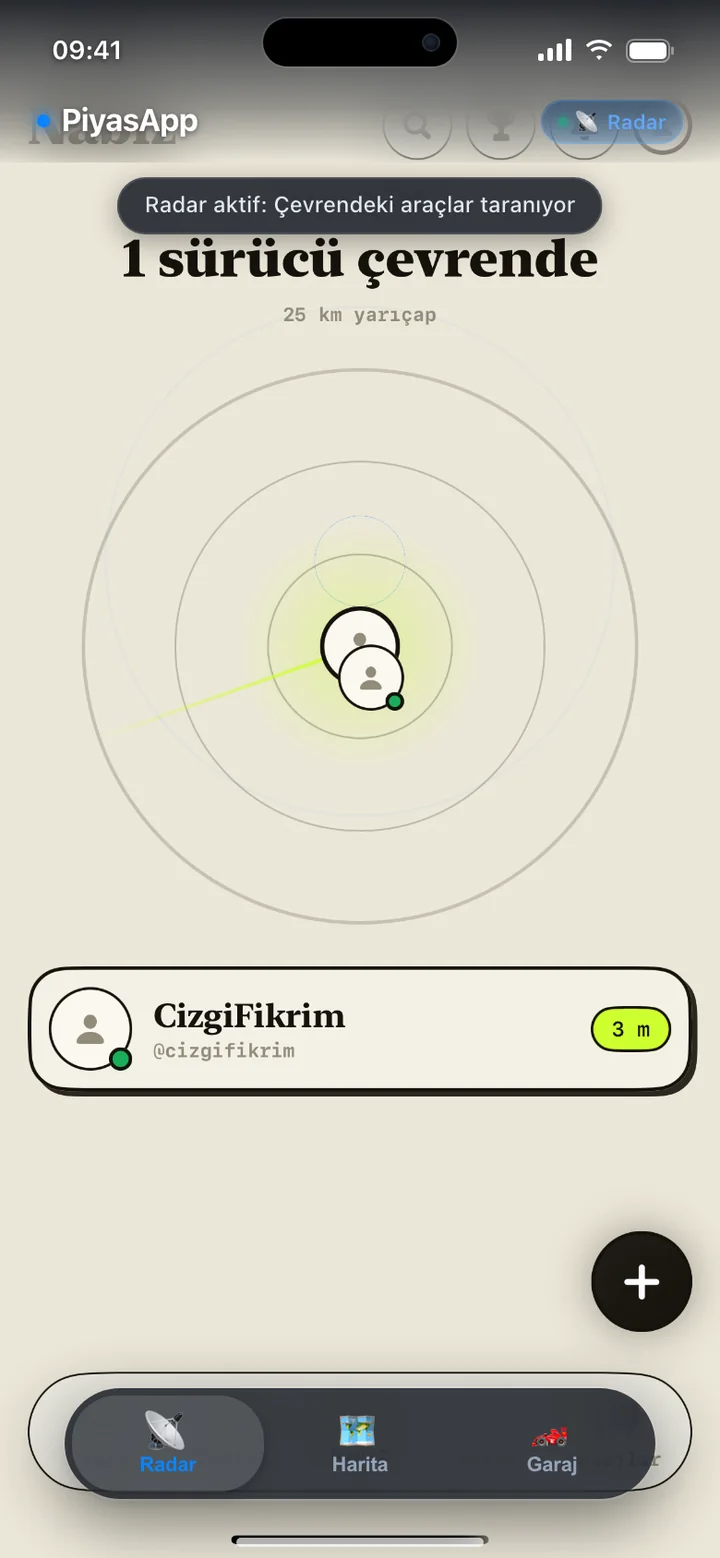 09:41
Nabız
PiyasApp
Radar
Radar aktif: Çevrendeki araçlar taranıyor
1 sürücü çevrende
25 km yarıçap
CizgiFikrim
@cizgifikrim
3 m
Radar
Harita
Garaj